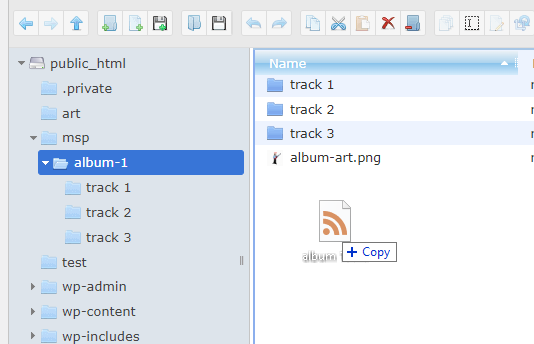 public_html
.private
art
msp
album-1
track 1
track 2
track 3
test
wp-admin
wp-content
wp-includes
Name
track 1
track 2
track 3
album-art.png
album
Copy